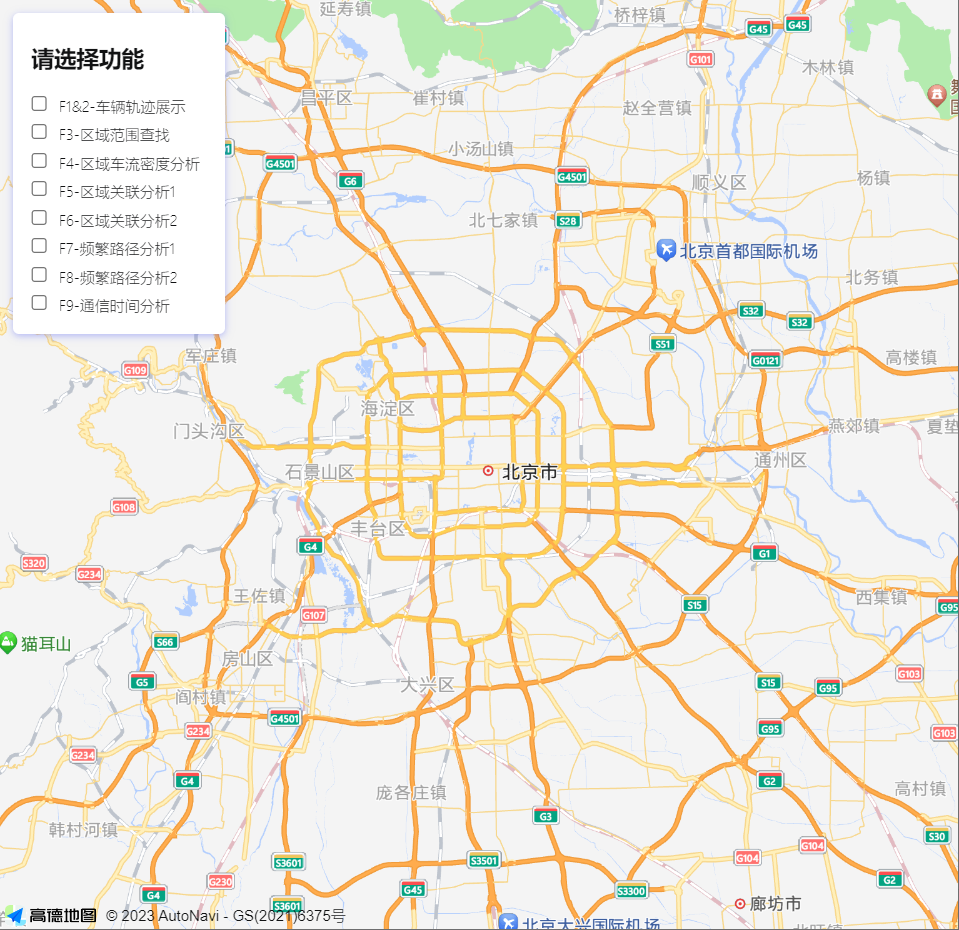 请选择功能
F1&2-车辆轨迹展示
F3-区域范围查找
F4-区域车流密度分析
F5-区域关联分析1
F6-区域关联分析2
F7-频繁路径分析1
F8-频繁路径分析2
F9-通信时间分析
延寿镇
桥梓镇
G45
G45
G101
木林镇
昌平区
崔村镇
赵全营镇
小汤山镇
G4501
G6
G4501
顺义区
杨镇
北七家镇
S28
北京首都国际机场
北务镇
S32
S32
SS1
军庄镇
G109
G0121
高楼镇
海淀区
门头沟区
燕郊镇
夏垫
通州区
石景山区
北京市
G108
丰台区
G4
G1
S320
G234
王佐镇
西集镇
G107
S15
G95
猫耳山
S66
房山区
G103
G5
大兴区
S15
G95
阎村镇
G4501
G234
G95
G103
G234
G4
G2
庞各庄镇
高村镇
韩村河镇
G3
S30
G104
G104
S3601
S3501
G230
G45
S3300
G2
G4
S3601
廊坊市
高德地图 © 2023 AutoNavi - GS(2021)6375号
北京大兴国际机场